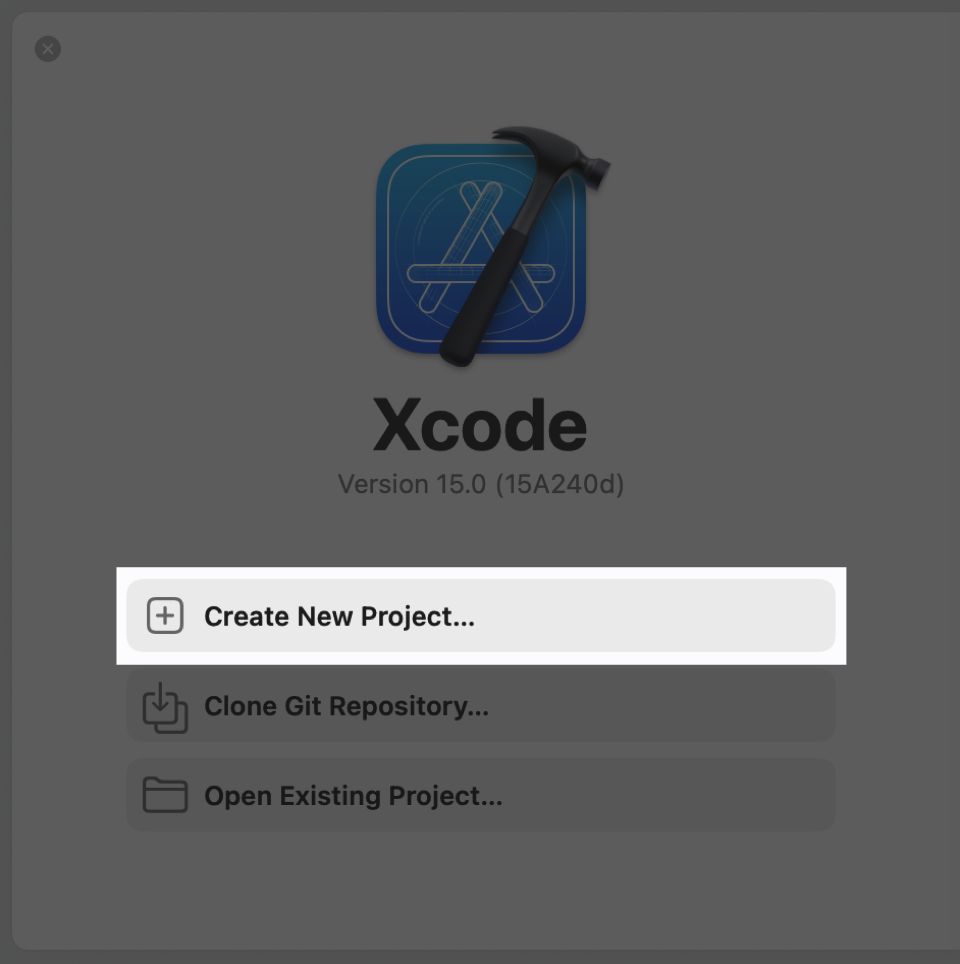 Xcode
Version 15.0 (15A240d)
Create New Project...
Clone Git Repository...
Open Existing Project...